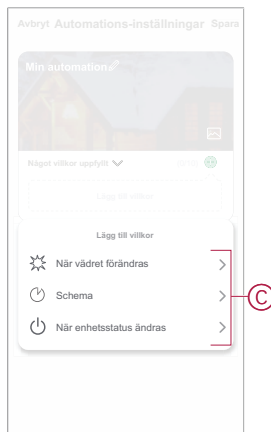 Avbryt Automations-inställningar Spara
Min automation
Något villkor uppfyllt
Lägg till villkor
Lägg till villkor
När vädret förändras
Schema
När enhetsstatus ändras
C